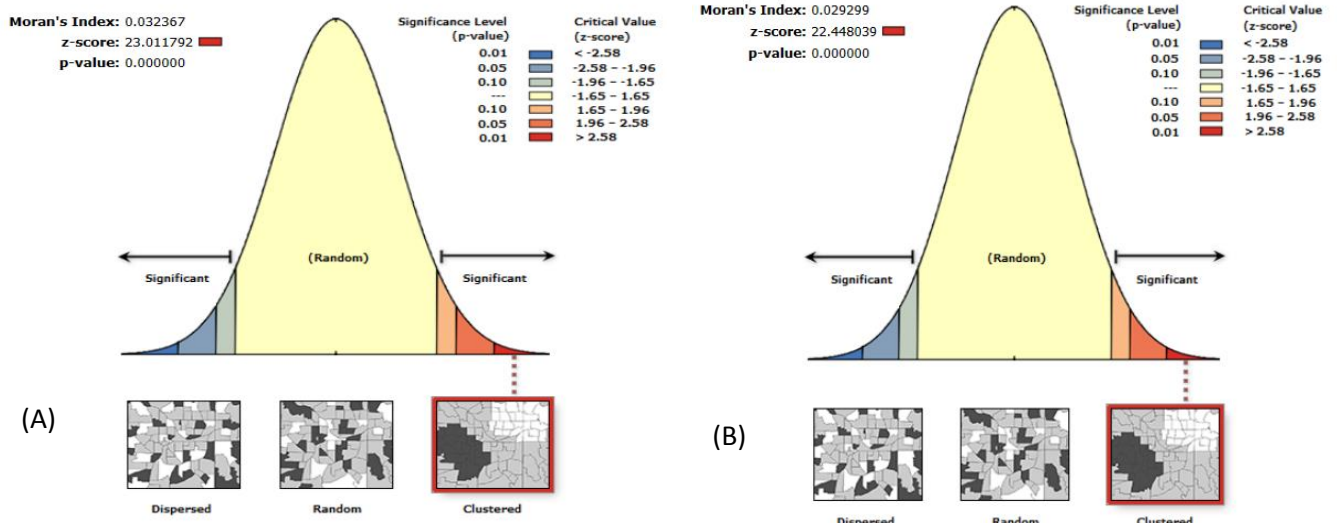 Moran's Index: 0.032367
z-score: 23.011792
p-value: 0.000000
Significance Level (p-value)
Critical Value (z-score)
0.01 < -2.58
0.05 -2.58 – -1.96
0.10 -1.96 – -1.65
--- -1.65 – 1.65
0.10 1.65 – 1.96
0.05 1.96 – 2.58
0.01 > 2.58
(Random)
Significant
Significant
(A)
Dispersed
Random
Clustered
Moran's Index: 0.029299
z-score: 22.448039
p-value: 0.000000
Significance Level (p-value)
Critical Value (z-score)
0.01 < -2.58
0.05 -2.58 – -1.96
0.10 -1.96 – -1.65
--- -1.65 – 1.65
0.10 1.65 – 1.96
0.05 1.96 – 2.58
0.01 > 2.58
(Random)
Significant
Significant
(B)
Dispersed
Random
Clustered